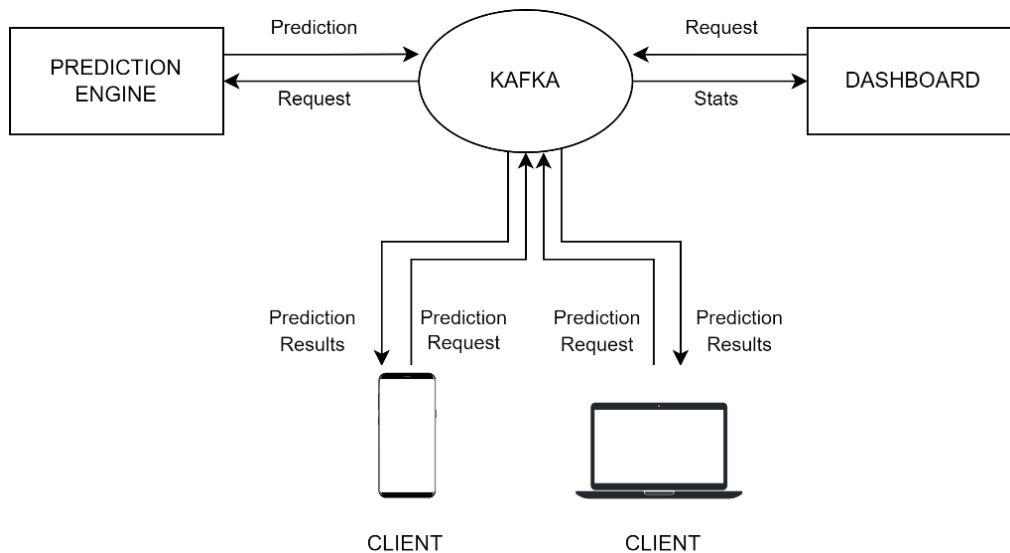 Prediction
Request
PREDICTION
ENGINE
KAFKA
DASHBOARD
Request
Stats
Prediction
Results
Prediction
Request
Prediction
Request
Prediction
Results
CLIENT
CLIENT